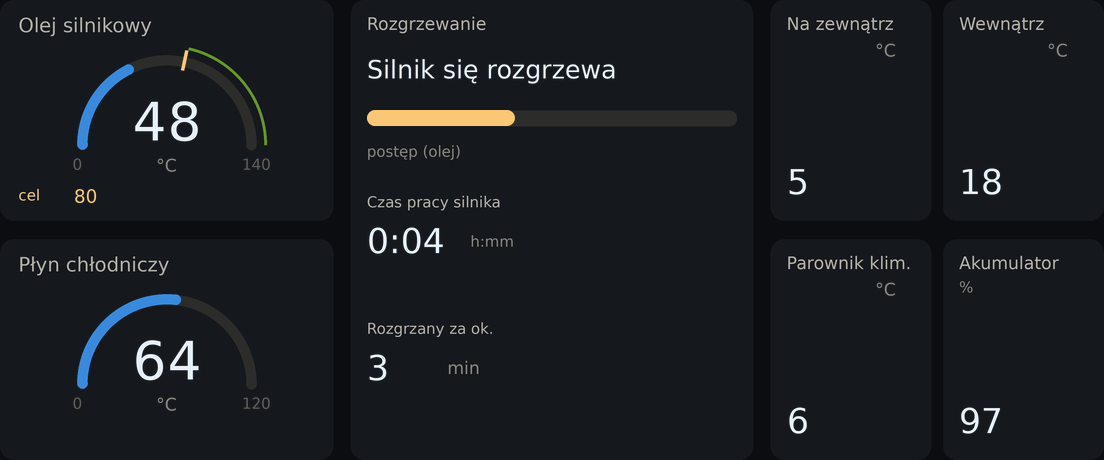 Olej silnikowy
48
0
°C
140
cel 80
Płyn chłodniczy
64
0
°C
120
Rozgrzewanie
Silnik się rozgrzewa
postęp (olej)
Czas pracy silnika
0:04 h:mm
Rozgrzany za ok.
3 min
Na zewnątrz
°C
5
Wewnątrz
°C
18
Parownik klim.
°C
6
Akumulator
%
97